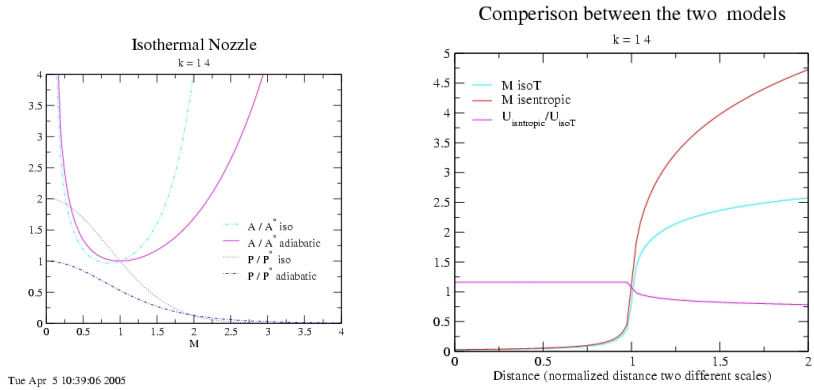 Isothermal Nozzle
k = 1 4
4
3.5
3
2.5
2
1.5
1
0.5
0
A / A* iso
A / A* adiabatic
P / P* iso
P / P* adiabatic
0 0.5 1 1.5 2 2.5 3 3.5 4
M
Tue Apr 5 10:39:06 2005
Comparison between the two models
k = 1 4
5
4.5
4
3.5
3
2.5
2
1.5
1
0.5
0
M isoT
M isentropic
U_isntropic/U_isoT
0 0.5 1 1.5 2
Distance (normalized distance two different scales)